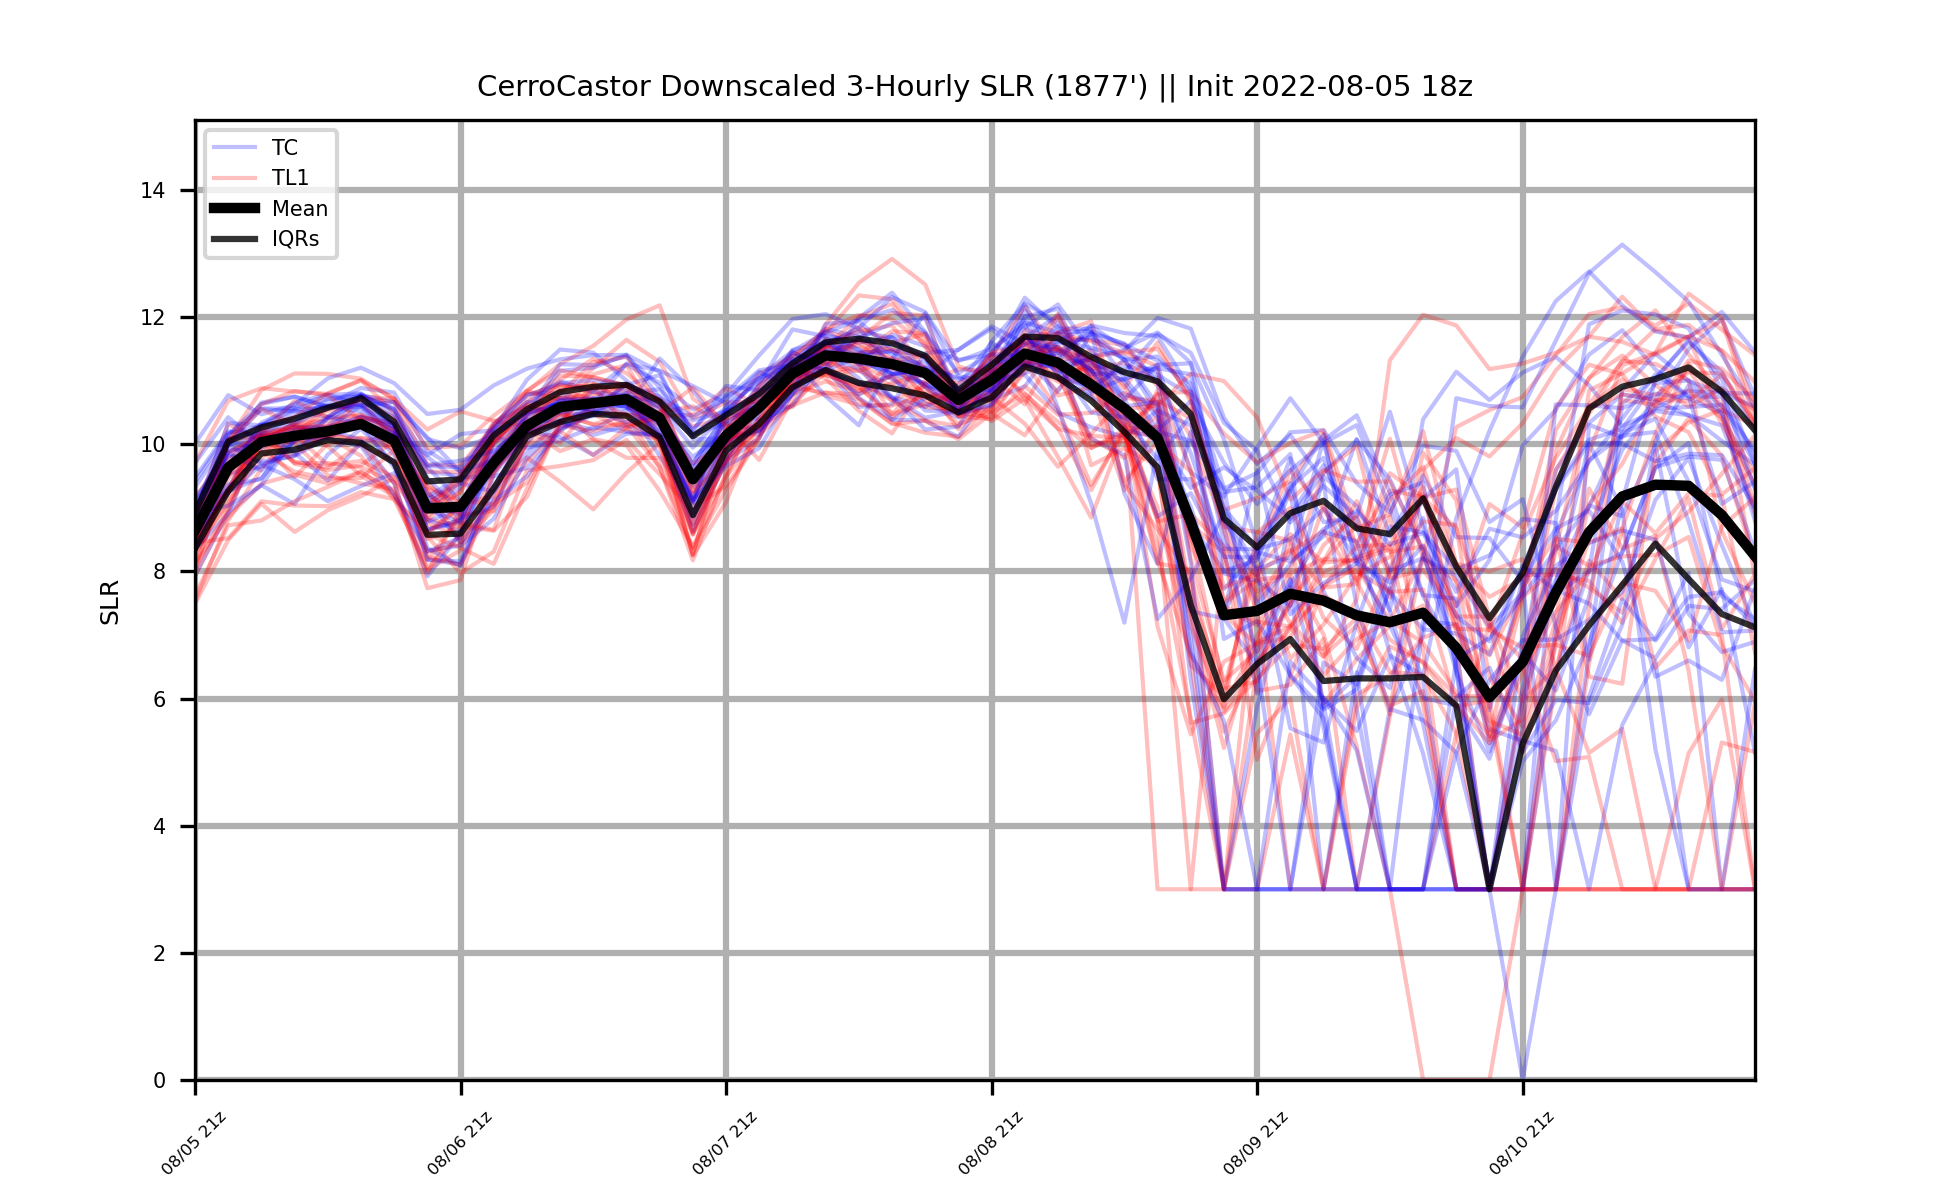 CerroCastor Downscaled 3-Hourly SLR (1877') || Init 2022-08-05 18z
TC
TL1
Mean
IQRs
14
12
10
8
6
4
2
0
SLR
08/05 21z
08/06 21z
08/07 21z
08/08 21z
08/09 21z
08/10 21z